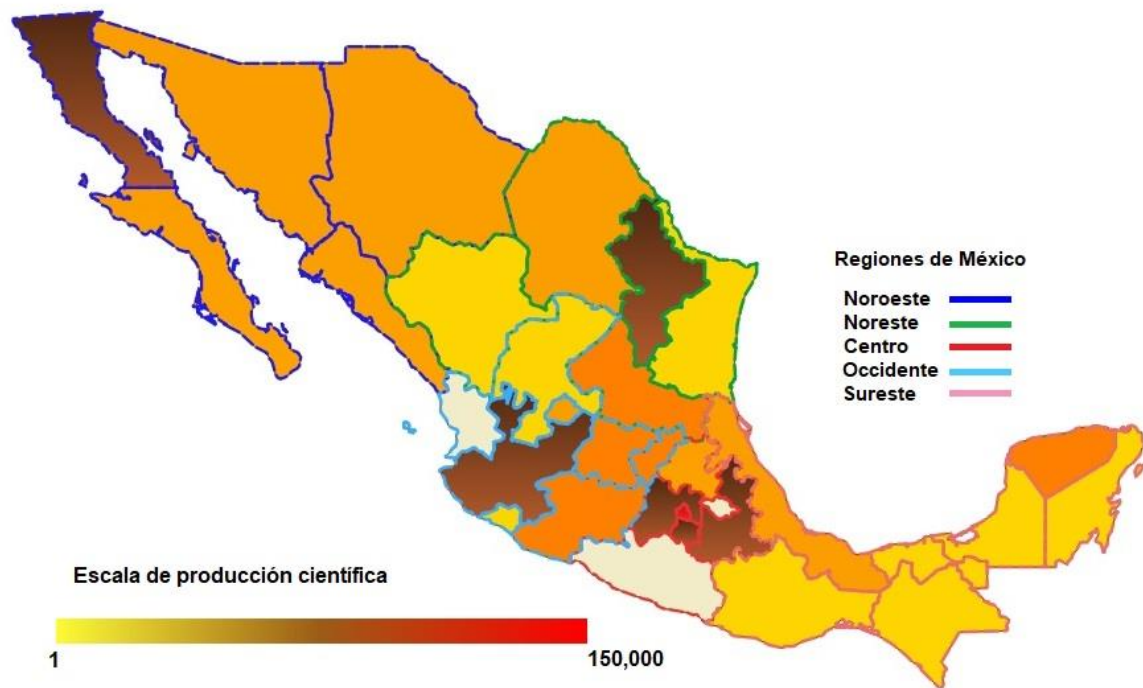 Regiones de México
Noroeste
Noreste
Centro
Occidente
Sureste
Escala de producción científica
1
150,000